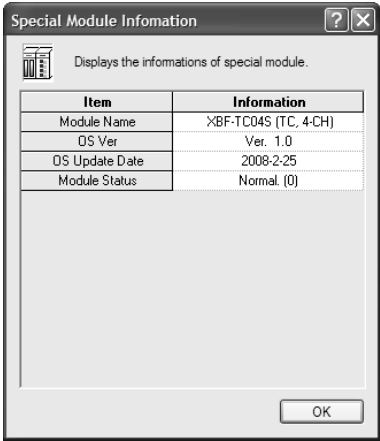 Special Module Infomation
Displays the informations of special module.
Item Information
Module Name XBF-TC04S (TC, 4-CH)
OS Ver Ver. 1.0
OS Update Date 2008-2-25
Module Status Normal. (0)
OK